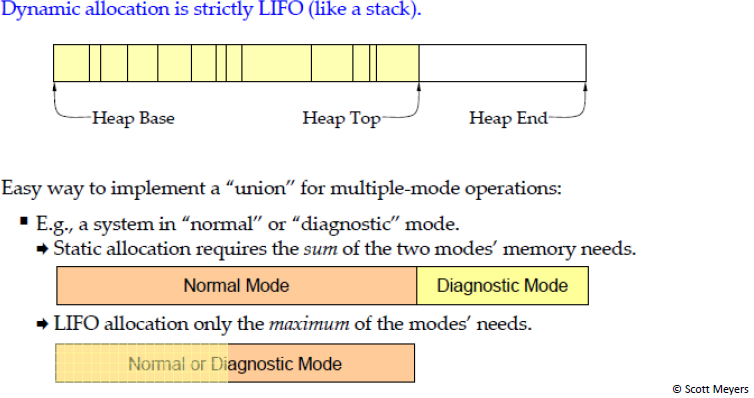 Dynamic allocation is strictly LIFO (like a stack).
Heap Base
Heap Top
Heap End
Easy way to implement a “union” for multiple-mode operations:
▪ E.g., a system in “normal” or “diagnostic” mode.
➔ Static allocation requires the sum of the two modes’ memory needs.
Normal Mode
Diagnostic Mode
➔ LIFO allocation only the maximum of the modes’ needs.
Normal or Diagnostic Mode
© Scott Meyers